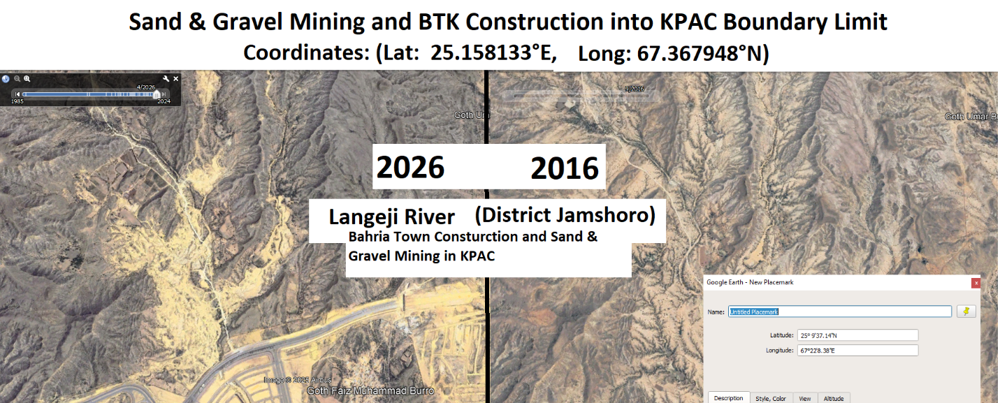 Sand & Gravel Mining and BTK Construction into KPAC Boundary Limit
Coordinates: (Lat: 25.158133°E, Long: 67.367948°N)
4/2026
1985
2024
Goth Um
9/2016
Goth Umar B
2026
2016
Langeji River (District Jamshoro)
Bahria Town Consturction and Sand &
Gravel Mining in KPAC
Google Earth - New Placemark
x
Name: Untitled Placemark
Latitude: 25° 9'37.14"N
Longitude: 67°22'8.38"E
Description Style, Color View Altitude
Image © 2025 Airbus
Goth Faiz Muhammad Burro